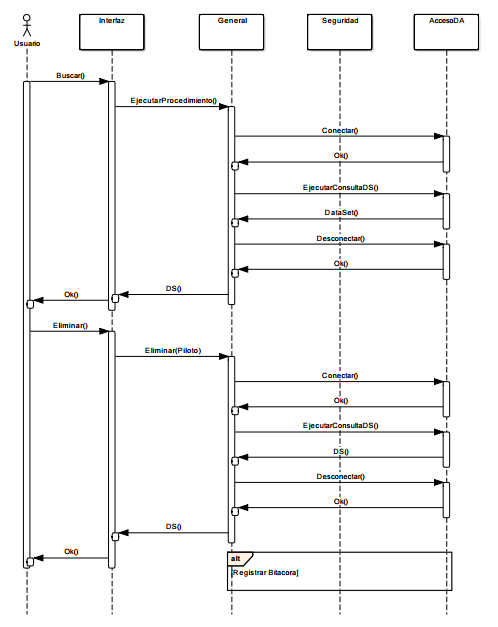 Interfaz
General
Seguridad
AccesoDA
Usuario
Buscar()
EjecutarProcedimiento()
Conectar()
Ok()
EjecutarConsultaDS()
DataSet()
Desconectar()
Ok()
DS()
Ok()
Eliminar()
Eliminar(Piloto)
Conectar()
Ok()
EjecutarConsultaDS()
DS()
Desconectar()
Ok()
DS()
Ok()
alt
[Registrar Bitacora]